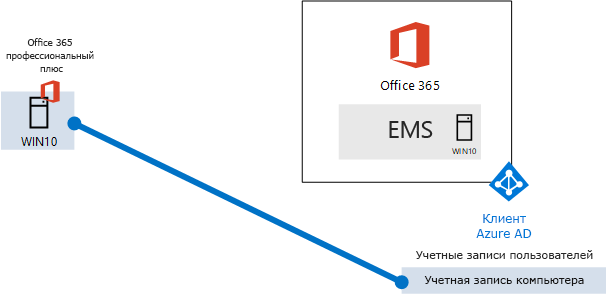 Office 365
профессиональный
плюс
WIN10
Office 365
EMS
WIN10
Клиент
Azure AD
Учетные записи пользователей
Учетная запись компьютера